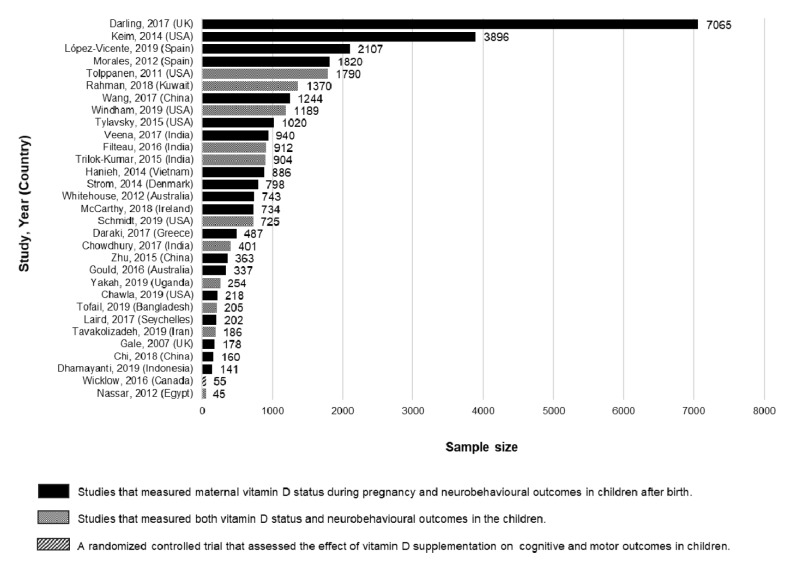 Study, Year (Country)
Darling, 2017 (UK) 7065
Keim, 2014 (USA) 3896
López-Vicente, 2019 (Spain) 2107
Morales, 2012 (Spain) 1820
Tolppanen, 2011 (USA) 1790
Rahman, 2018 (Kuwait) 1370
Wang, 2017 (China) 1244
Windham, 2019 (USA) 1189
Tylavsky, 2015 (USA) 1020
Veena, 2017 (India) 940
Filteau, 2016 (India) 912
Trilok-Kumar, 2015 (India) 904
Hanieh, 2014 (Vietnam) 886
Strom, 2014 (Denmark) 798
Whitehouse, 2012 (Australia) 743
McCarthy, 2018 (Ireland) 734
Schmidt, 2019 (USA) 725
Daraki, 2017 (Greece) 487
Chowdhury, 2017 (India) 401
Zhu, 2015 (China) 363
Gould, 2016 (Australia) 337
Yakah, 2019 (Uganda) 254
Chawla, 2019 (USA) 218
Tofail, 2019 (Bangladesh) 205
Laird, 2017 (Seychelles) 202
Tavakolizadeh, 2019 (Iran) 186
Gale, 2007 (UK) 178
Chi, 2018 (China) 160
Dhamayanti, 2019 (Indonesia) 141
Wicklow, 2016 (Canada) 55
Nassar, 2012 (Egypt) 45
0 1000 2000 3000 4000 5000 6000 7000 8000
Sample size
Studies that measured maternal vitamin D status during pregnancy and neurobehavioural outcomes in children after birth.
Studies that measured both vitamin D status and neurobehavioural outcomes in the children.
A randomized controlled trial that assessed the effect of vitamin D supplementation on cognitive and motor outcomes in children.